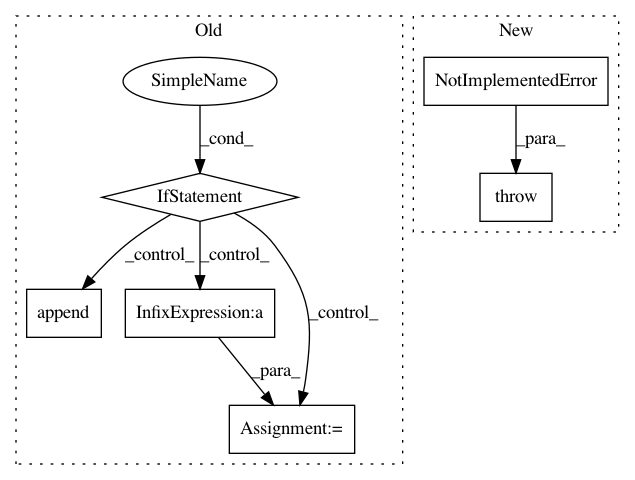 Old
New
SimpleName
NotImplementedError
_cond_
_para_
IfStatement
throw
_control_
_control_
_control_
append
InfixExpression:a
_para_
Assignment:=